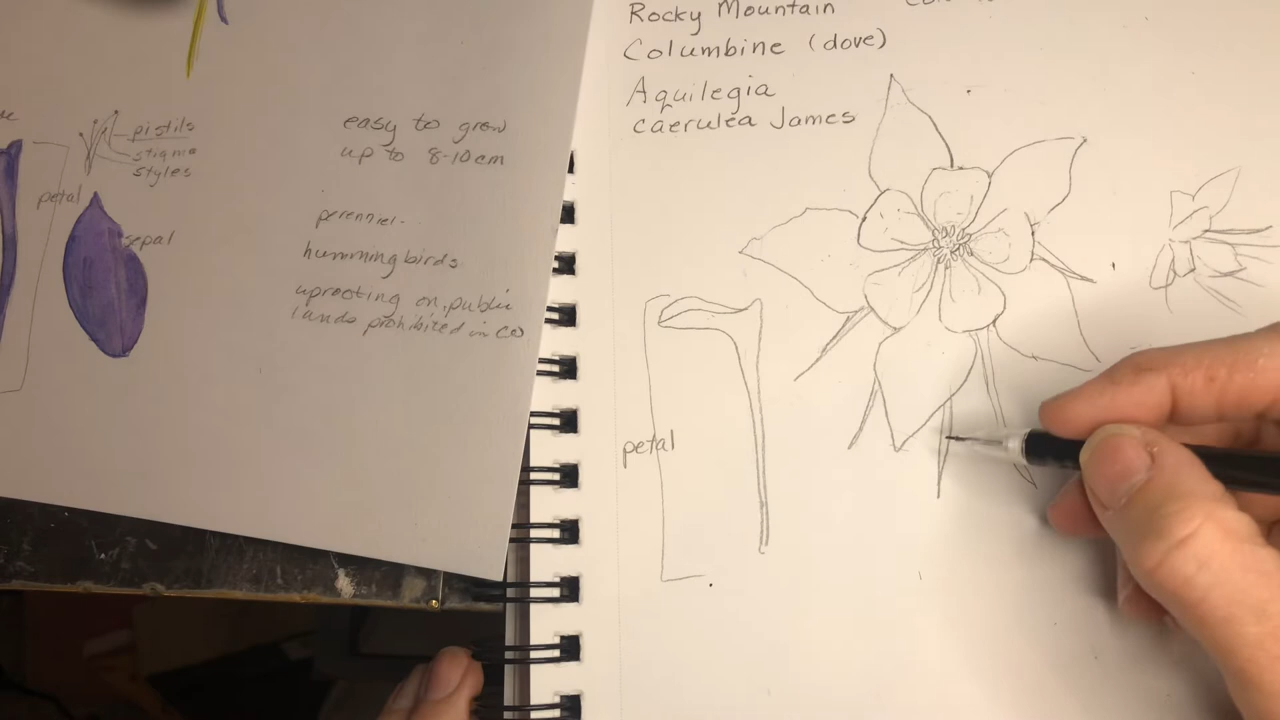 pistils
stigma
styles
petal
sepal
easy to grow
up to 8-10cm
perenniel
hummingbirds
uprooting on public
lands prohibited in CO
Rocky Mountain
Columbine (dove)
Aquilegia
caerulea James
petal